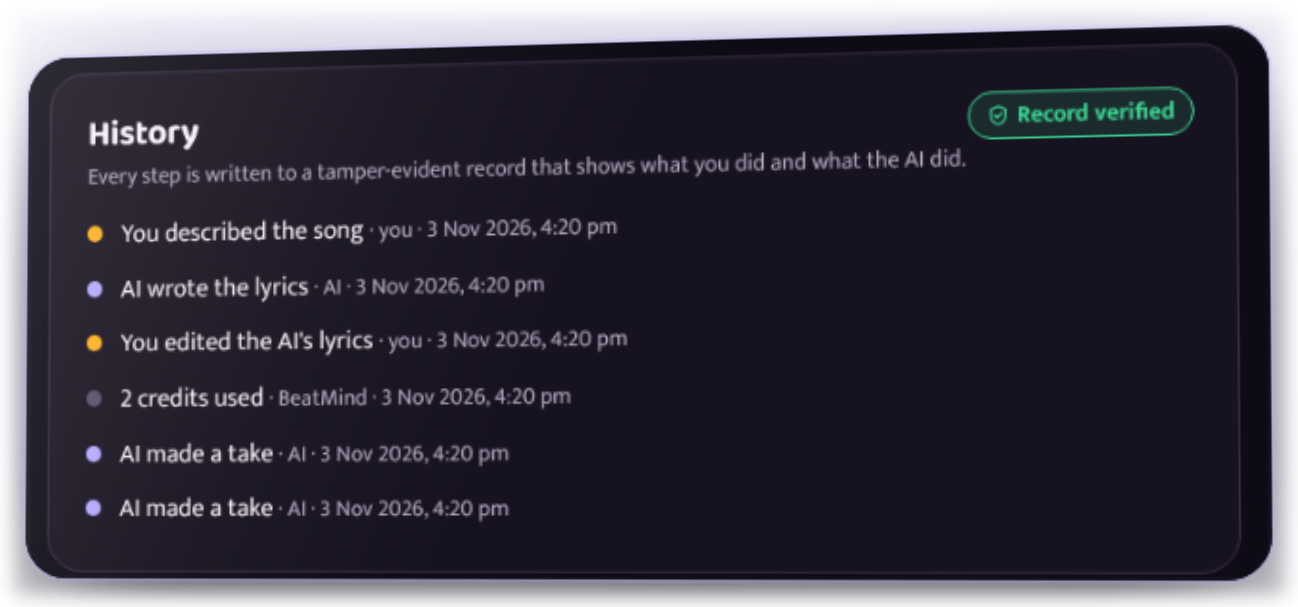 History
Record verified
Every step is written to a tamper-evident record that shows what you did and what the AI did.
You described the song · you · 3 Nov 2026, 4:20 pm
AI wrote the lyrics · AI · 3 Nov 2026, 4:20 pm
You edited the AI's lyrics · you · 3 Nov 2026, 4:20 pm
2 credits used · BeatMind · 3 Nov 2026, 4:20 pm
AI made a take · AI · 3 Nov 2026, 4:20 pm
AI made a take · AI · 3 Nov 2026, 4:20 pm